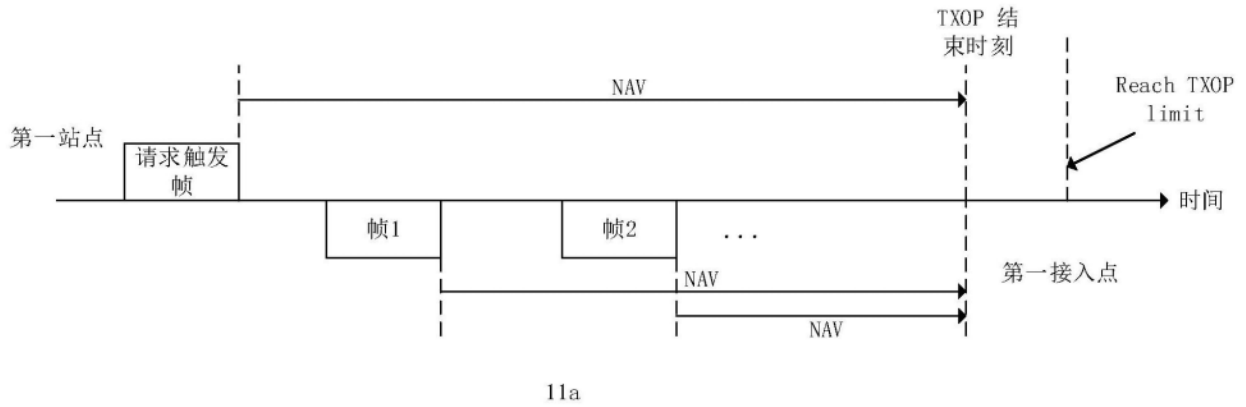 TXOP 结
束时刻
NAV
Reach TXOP
limit
第一站点
请求触发
帧
时间
帧1
帧2
...
第一接入点
NAV
NAV
11a